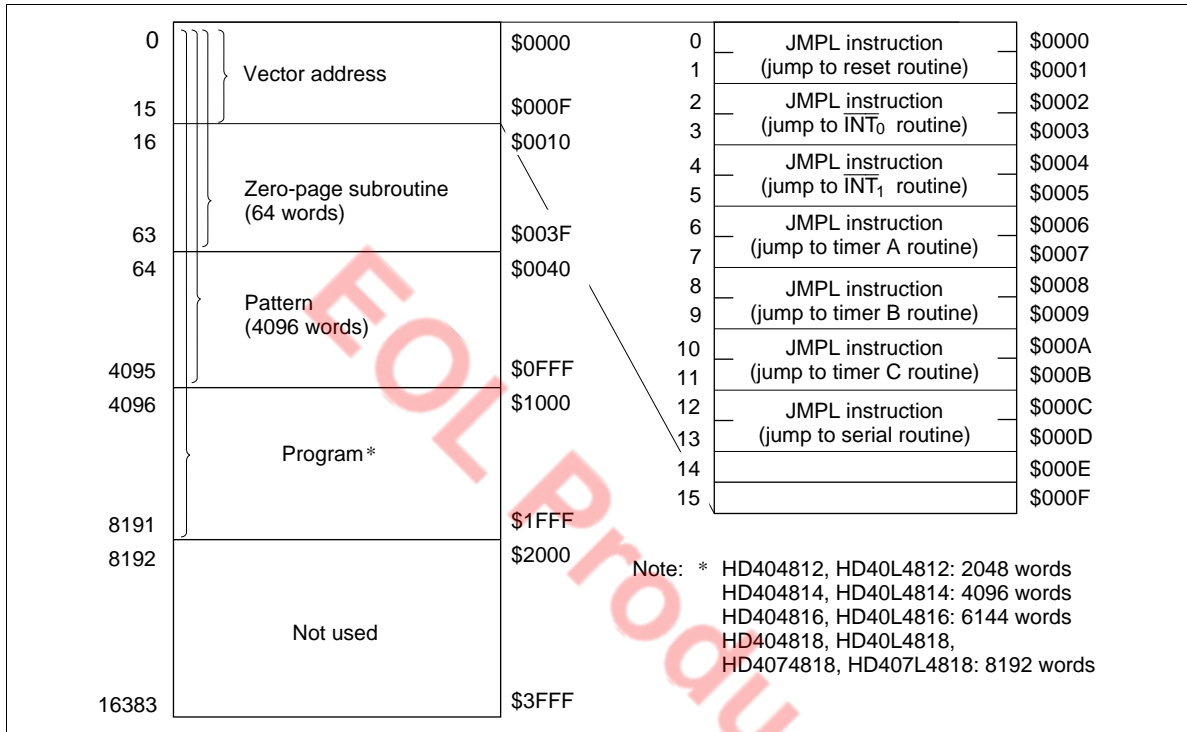 0
$0000
Vector address
15
$000F
16
$0010
Zero-page subroutine
(64 words)
63
$003F
64
$0040
Pattern
(4096 words)
4095
$0FFF
4096
$1000
Program*
8191
$1FFF
8192
$2000
Not used
16383
$3FFF
0
JMPL instruction
$0000
1
(jump to reset routine)
$0001
2
JMPL instruction
$0002
3
(jump to INT0 routine)
$0003
4
JMPL instruction
$0004
5
(jump to INT1 routine)
$0005
6
JMPL instruction
$0006
7
(jump to timer A routine)
$0007
8
JMPL instruction
$0008
9
(jump to timer B routine)
$0009
10
JMPL instruction
$000A
11
(jump to timer C routine)
$000B
12
JMPL instruction
$000C
13
(jump to serial routine)
$000D
14
$000E
15
$000F
Note: * HD404812, HD40L4812: 2048 words
HD404814, HD40L4814: 4096 words
HD404816, HD40L4816: 6144 words
HD404818, HD40L4818,
HD4074818, HD407L4818: 8192 words
EOL Produ